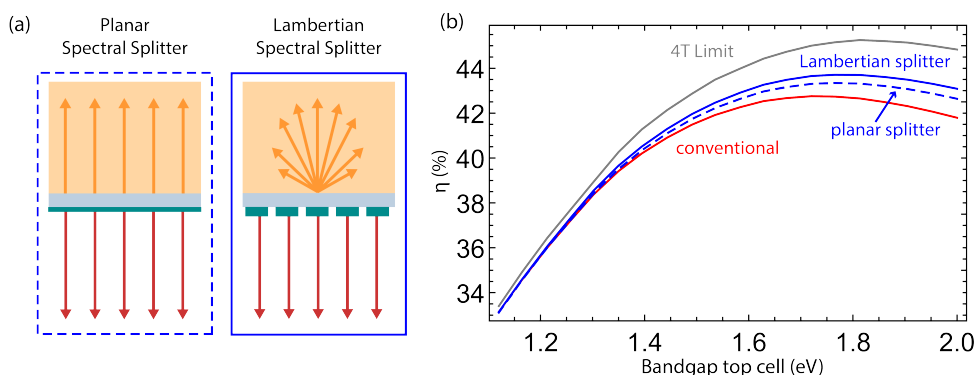 (a)
Planar
Spectral Splitter
Lambertian
Spectral Splitter
(b)
4T Limit
Lambertian splitter
planar splitter
conventional
η (%)
44
42
40
38
36
34
1.2
1.4
1.6
1.8
2.0
Bandgap top cell (eV)